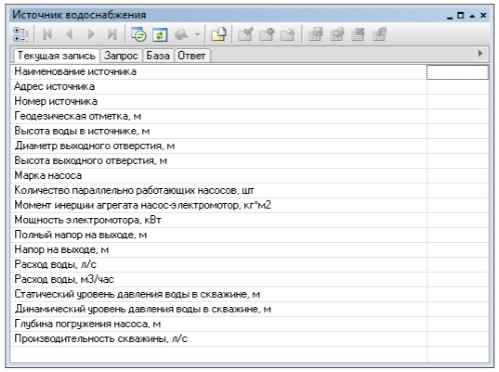 Источник водоснабжения
Текущая запись Запрос База Ответ
Наименование источника
Адрес источника
Номер источника
Геодезическая отметка, м
Высота воды в источнике, м
Диаметр выходного отверстия, м
Высота выходного отверстия, м
Марка насоса
Количество параллельно работающих насосов, шт
Момент инерции агрегата насос-электромотор, кг*м2
Мощность электромотора, кВт
Полный напор на выходе, м
Напор на выходе, м
Расход воды, л/с
Расход воды, м3/час
Статический уровень давления воды в скважине, м
Динамический уровень давления воды в скважине, м
Глубина погружения насоса, м
Производительность скважины, л/с